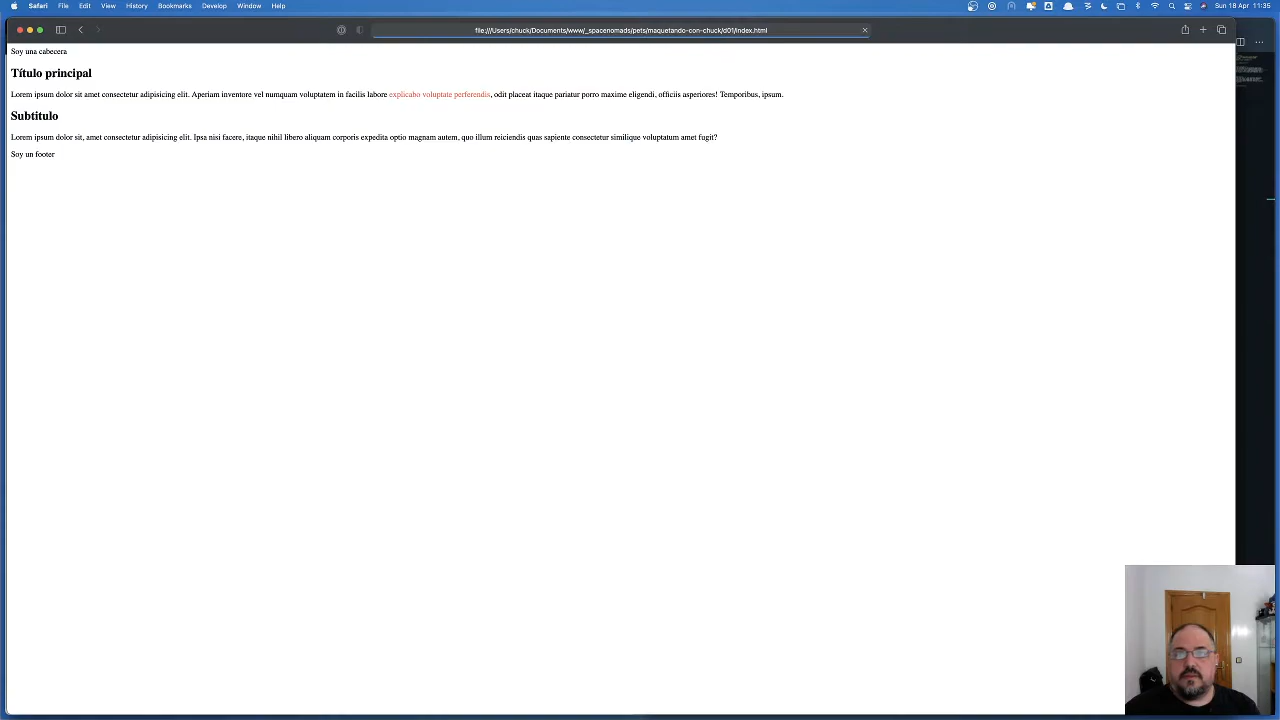 Safari File Edit View History Bookmarks Develop Window Help Sun 18 Apr 11:35
file:///Users/chuck/Documents/www/_spacenomads/pets/maquetando-con-chuck/d01/index.html
Soy una cabecera
Título principal
Lorem ipsum dolor sit amet consectetur adipisicing elit. Aperiam inventore vel numquam voluptatem in facilis labore explicabo voluptate perferendis, odit placeat itaque pariatur porro maxime eligendi, officiis asperiores! Temporibus, ipsum.
Subtitulo
Lorem ipsum dolor sit, amet consectetur adipisicing elit. Ipsa nisi facere, itaque nihil libero aliquam corporis expedita optio magnam autem, quo illum reiciendis quas sapiente consectetur similique voluptatum amet fugit?
Soy un footer